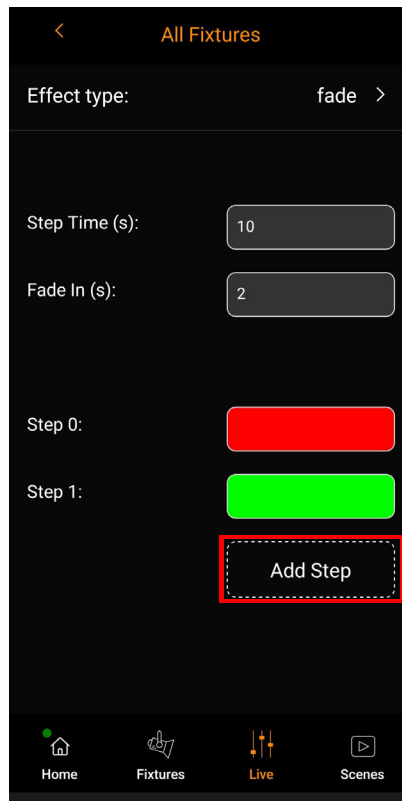 All Fixtures
Effect type: fade
Step Time (s): 10
Fade In (s): 2
Step 0:
Step 1:
Add Step
Home Fixtures Live Scenes